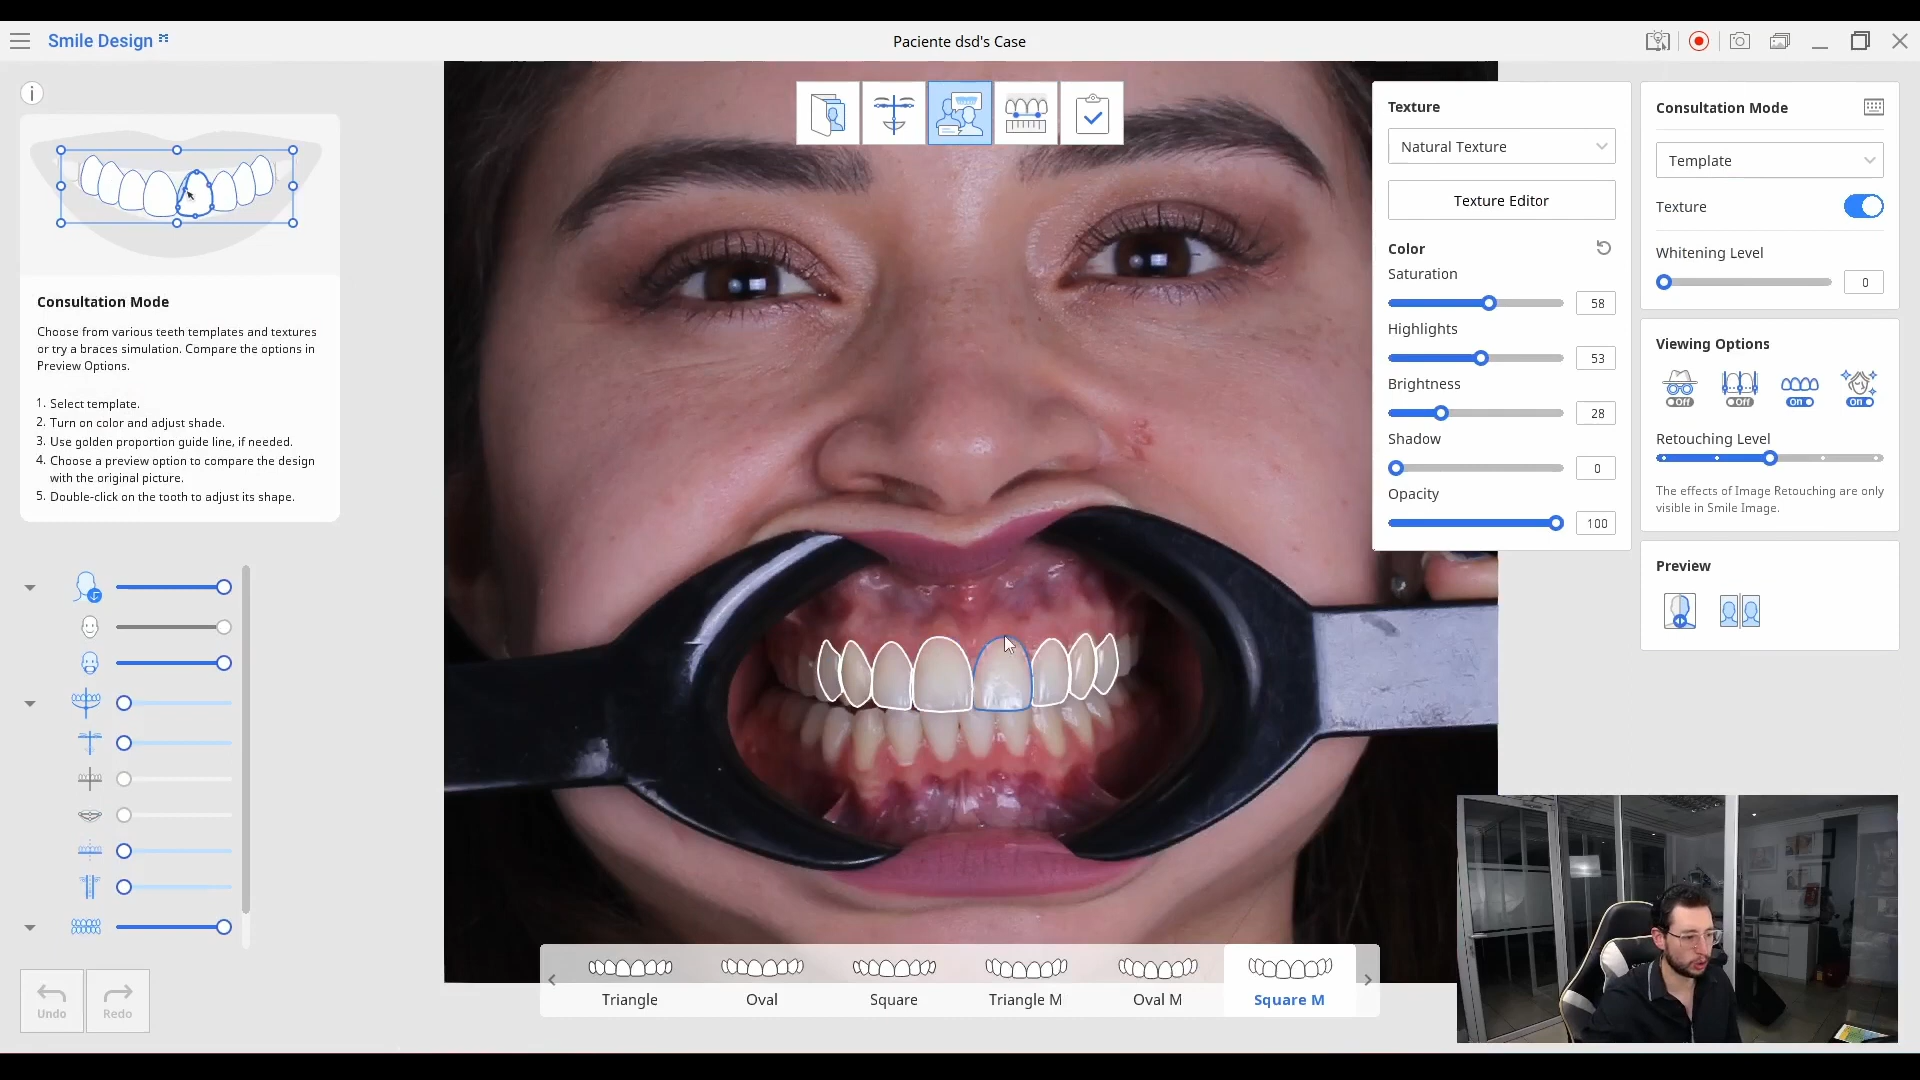 Smile Design
Paciente dsd's Case
Consultation Mode
Choose from various teeth templates and textures
or try a braces simulation. Compare the options in
Preview Options.
1. Select template.
2. Turn on color and adjust shade.
3. Use golden proportion guide line, if needed.
4. Choose a preview option to compare the design
with the original picture.
5. Double-click on the tooth to adjust its shape.
Undo
Redo
Texture
Natural Texture
Texture Editor
Color
Saturation
58
Highlights
53
Brightness
28
Shadow
0
Opacity
100
Consultation Mode
Template
Texture
Whitening Level
0
Viewing Options
Off
Off
On
On
Retouching Level
The effects of Image Retouching are only
visible in Smile Image.
Preview
Triangle
Oval
Square
Triangle M
Oval M
Square M